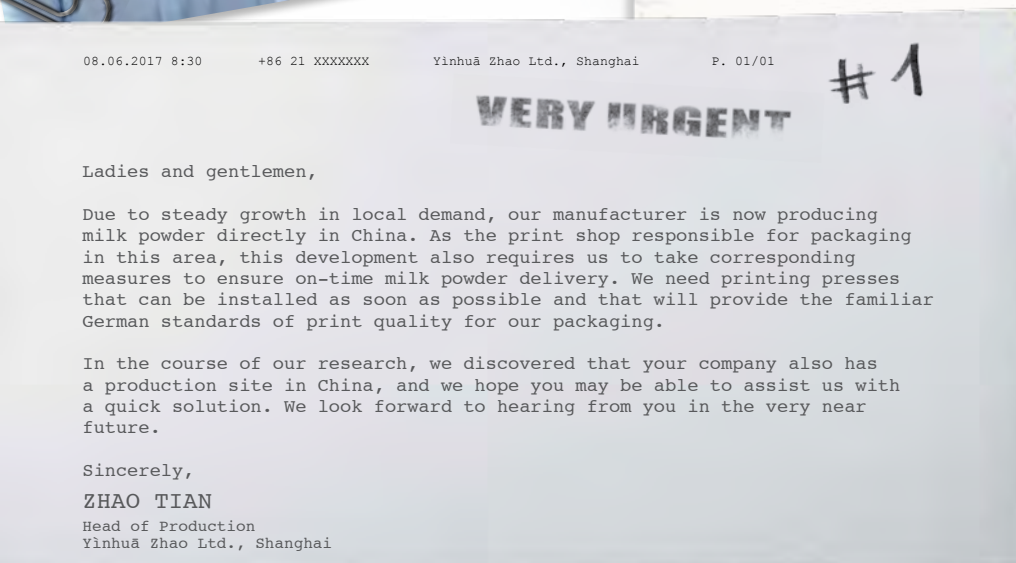 08.06.2017 8:30 +86 21 XXXXXXX Yìnhuā Zhao Ltd., Shanghai P. 01/01
#1
VERY URGENT
Ladies and gentlemen,
Due to steady growth in local demand, our manufacturer is now producing
milk powder directly in China. As the print shop responsible for packaging
in this area, this development also requires us to take corresponding
measures to ensure on-time milk powder delivery. We need printing presses
that can be installed as soon as possible and that will provide the familiar
German standards of print quality for our packaging.
In the course of our research, we discovered that your company also has
a production site in China, and we hope you may be able to assist us with
a quick solution. We look forward to hearing from you in the very near
future.
Sincerely,
ZHAO TIAN
Head of Production
Yìnhuā Zhao Ltd., Shanghai